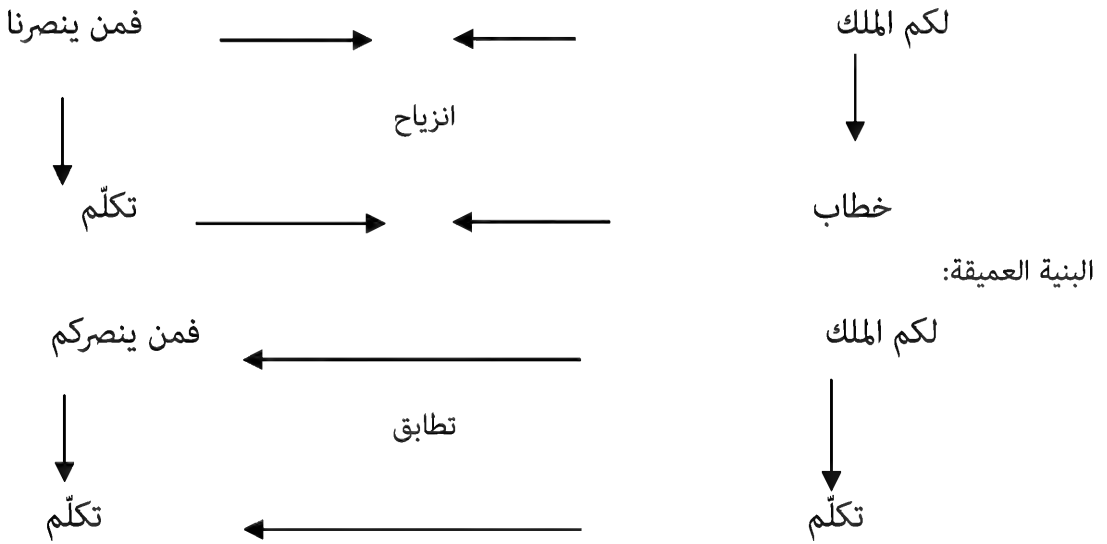 لكم الملك فمن ينصرنا
انزياح
خطاب تكلّم
البنية العميقة:
لكم الملك فمن ينصركم
تطابق
تكلّم تكلّم